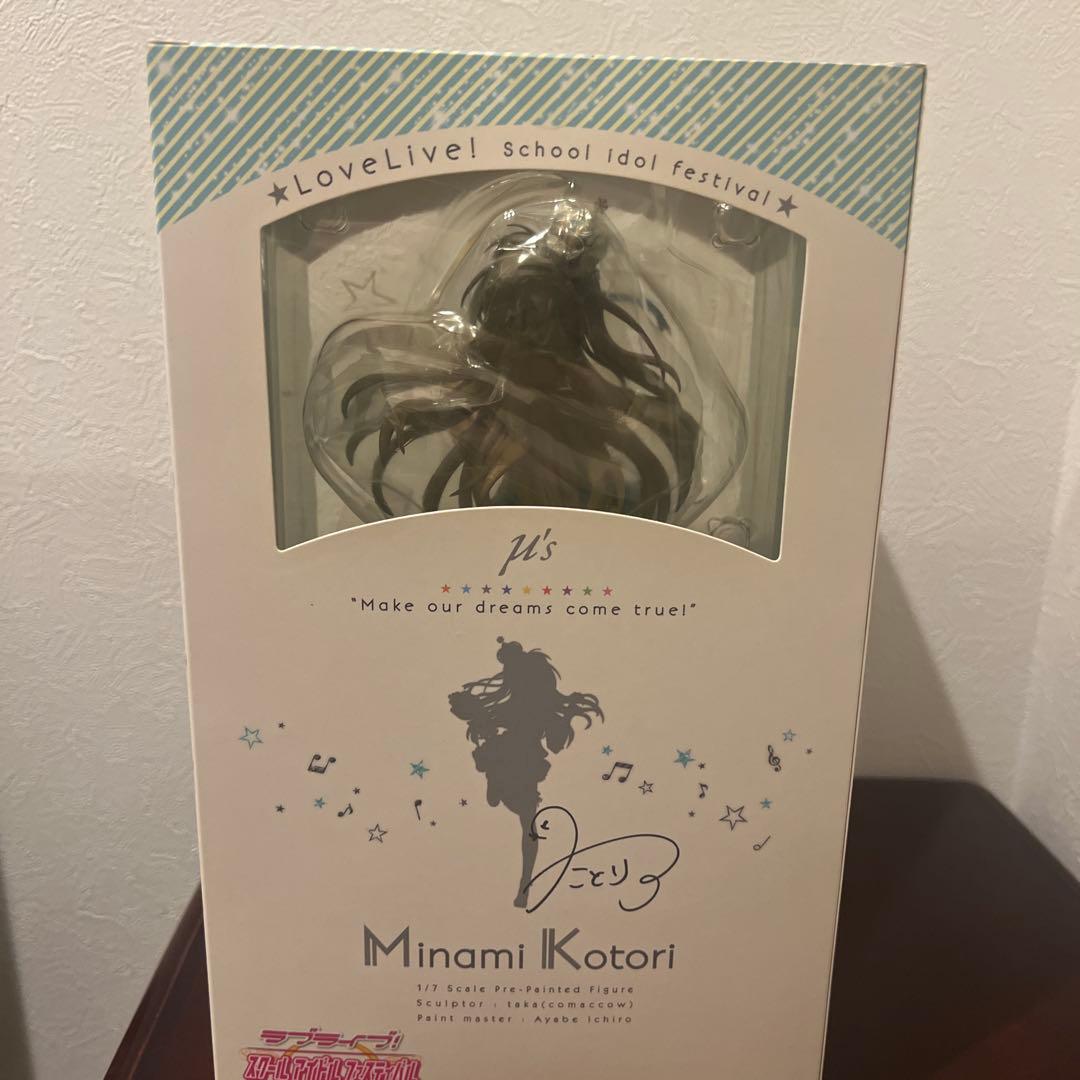 ★LoveLive! School idol festival★
μ's
"Make our dreams come true!"
ことり
Minami Kotori
1/7 Scale Pre-Painted Figure
Sculptor : taka(comaccow)
Paint master : Ayabe Ichiro
ラブライブ!
スクールアイドルフェスティバル